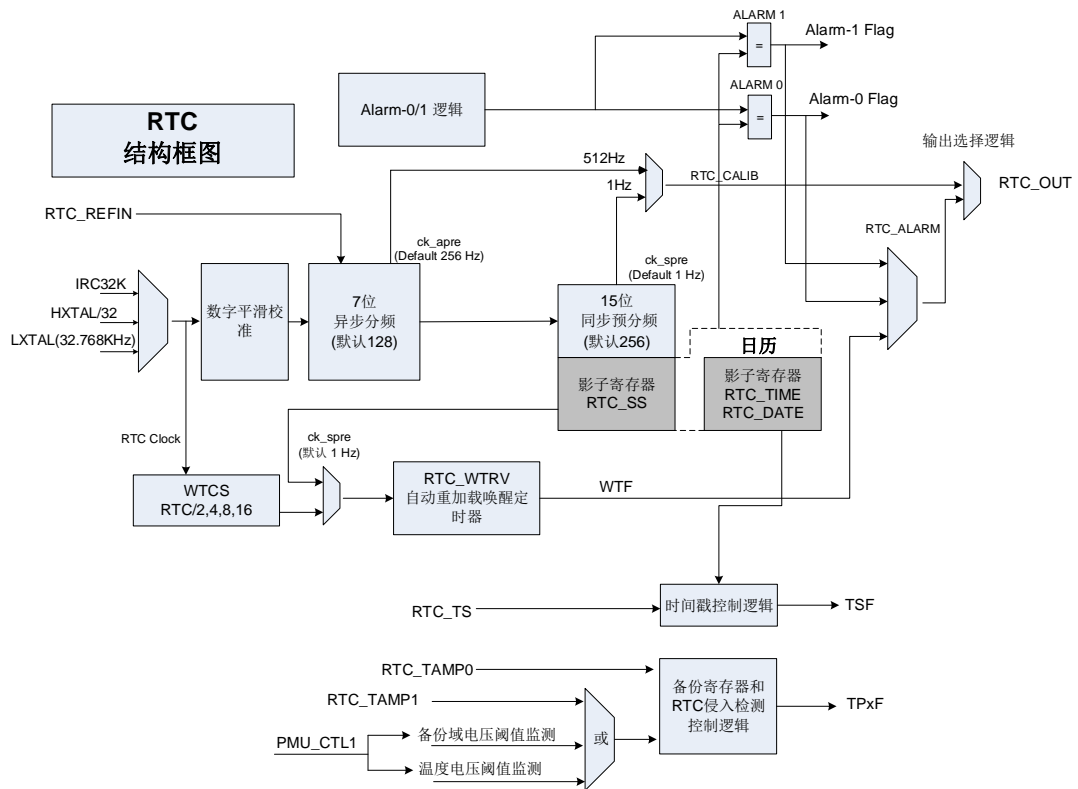 ALARM 1
Alarm-1 Flag
=
Alarm-0/1 逻辑
ALARM 0
Alarm-0 Flag
=
RTC
结构框图
输出选择逻辑
512Hz
1Hz
RTC_CALIB
RTC_OUT
RTC_REFIN
RTC_ALARM
ck_apre
(Default 256 Hz)
ck_spre
(Default 1 Hz)
IRC32K
HXTAL/32
LXTAL(32.768KHz)
数字平滑校
准
7位
异步分频
(默认128)
15位
同步预分频
(默认256)
日历
影子寄存器
RTC_SS
影子寄存器
RTC_TIME
RTC_DATE
RTC Clock
ck_spre
(默认 1 Hz)
WTCS
RTC/2,4,8,16
RTC_WTRV
自动重加载唤醒定
时器
WTF
RTC_TS
时间戳控制逻辑
TSF
RTC_TAMP0
RTC_TAMP1
备份寄存器和
RTC侵入检测
控制逻辑
TPxF
PMU_CTL1
备份域电压阈值监测
温度电压阈值监测
或